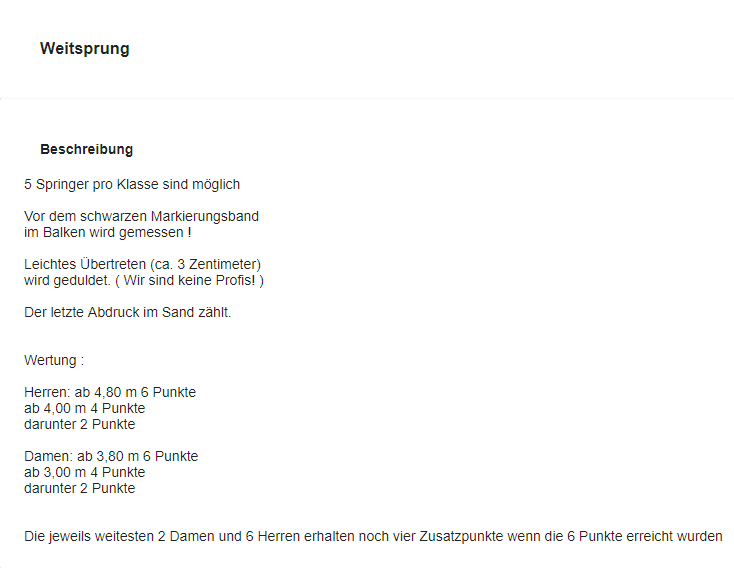 Weitsprung
Beschreibung
5 Springer pro Klasse sind möglich
Vor dem schwarzen Markierungsband
im Balken wird gemessen !
Leichtes Übertreten (ca. 3 Zentimeter)
wird geduldet. ( Wir sind keine Profis! )
Der letzte Abdruck im Sand zählt.
Wertung :
Herren: ab 4,80 m 6 Punkte
ab 4,00 m 4 Punkte
darunter 2 Punkte
Damen: ab 3,80 m 6 Punkte
ab 3,00 m 4 Punkte
darunter 2 Punkte
Die jeweils weitesten 2 Damen und 6 Herren erhalten noch vier Zusatzpunkte wenn die 6 Punkte erreicht wurden